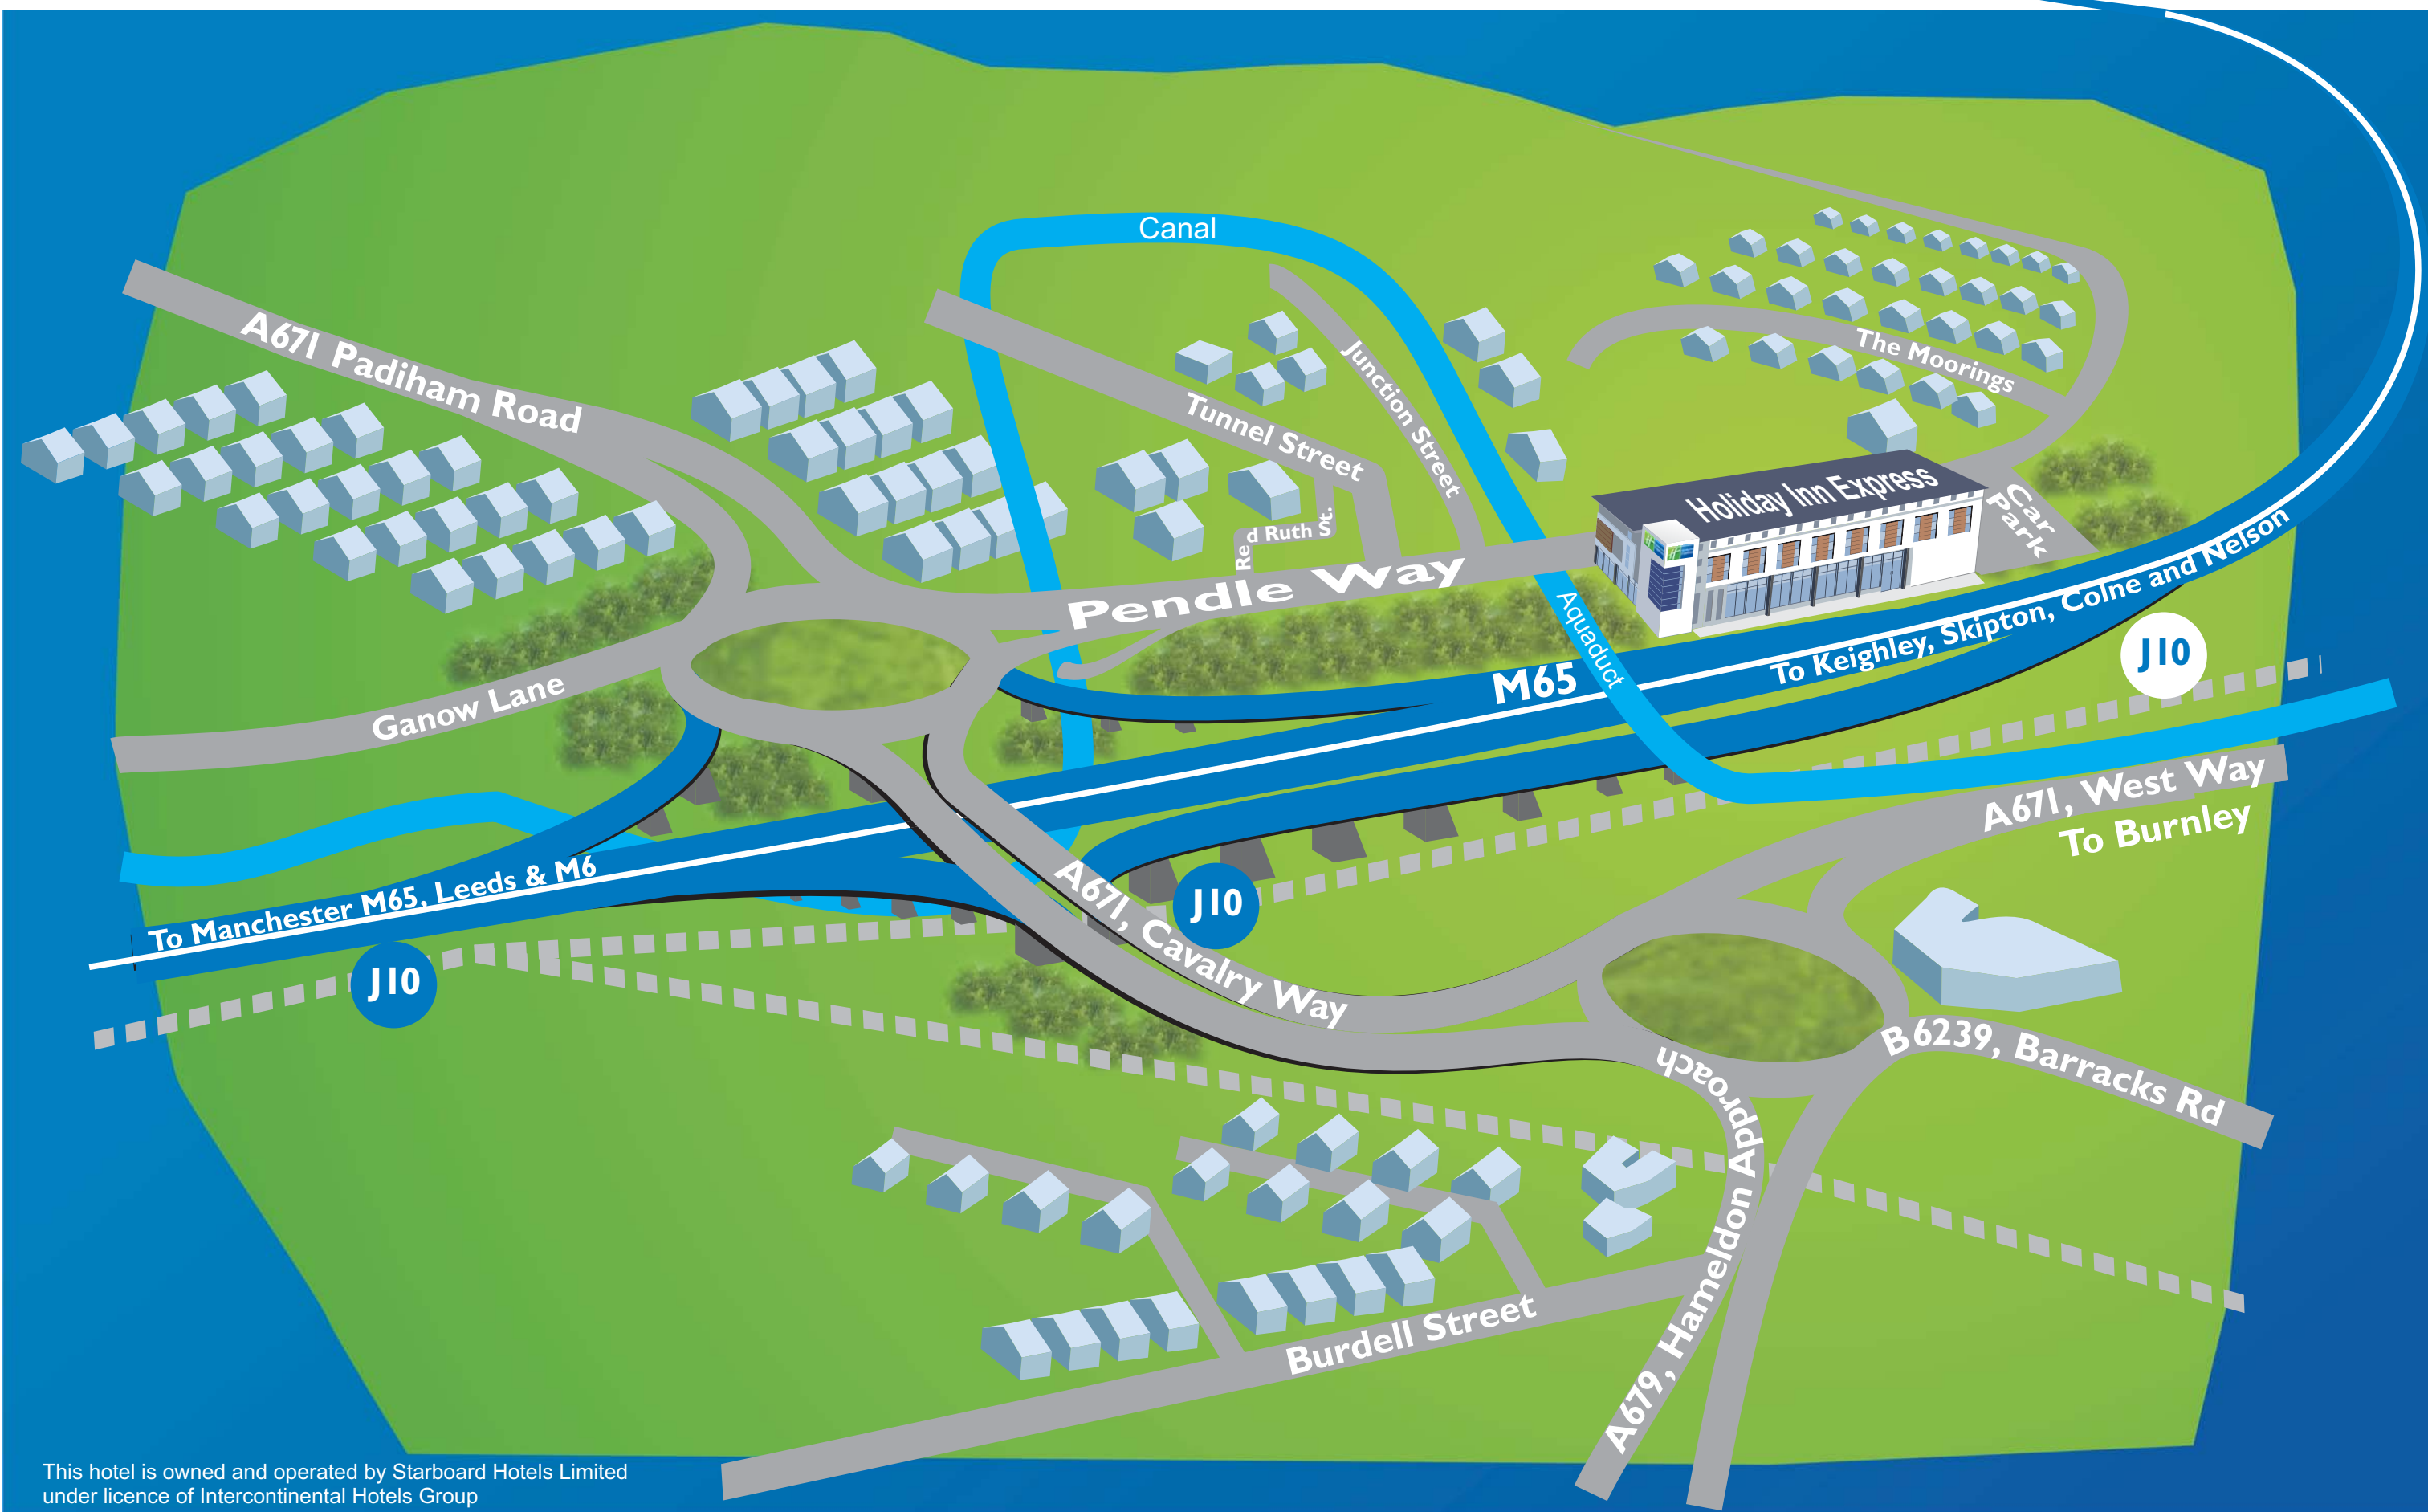 Canal
A671 Padiham Road
The Moorings
Junction Street
Tunnel Street
Red Ruth St.
Holiday Inn Express
Car
Park
Pendle Way
Aquaduct
To Keighley, Skipton, Colne and Nelson
M65
J10
Ganow Lane
A671, West Way
To Burnley
To Manchester M65, Leeds & M6
J10
J10
A671, Cavalry Way
B6239, Barracks Rd
A679, Hameldon Approach
Burdell Street
This hotel is owned and operated by Starboard Hotels Limited
under licence of Intercontinental Hotels Group